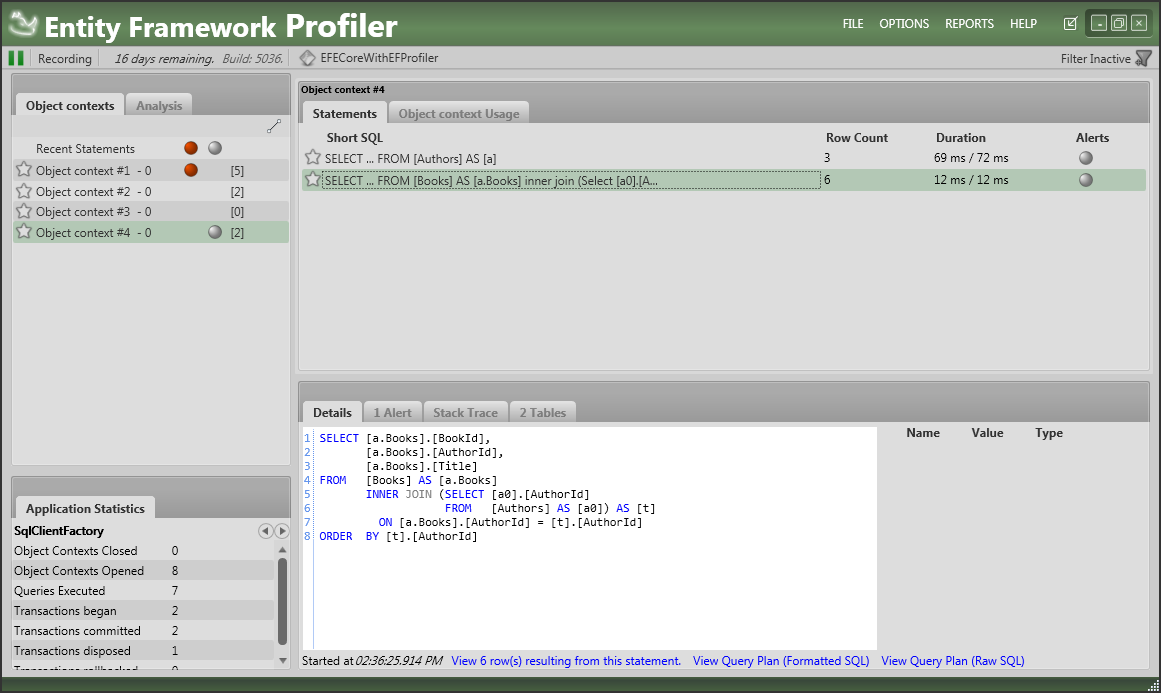 Entity Framework Profiler
FILE OPTIONS REPORTS HELP
Recording 16 days remaining. Build: 5036. EFECoreWithEFProfiler Filter Inactive
Object contexts Analysis
Recent Statements
Object context #1 - 0 [5]
Object context #2 - 0 [2]
Object context #3 - 0 [0]
Object context #4 - 0 [2]
Object context #4
Statements Object context Usage
Short SQL Row Count Duration Alerts
SELECT ... FROM [Authors] AS [a] 3 69 ms / 72 ms
SELECT ... FROM [Books] AS [a.Books] inner join (Select [a0].[A... 6 12 ms / 12 ms
Application Statistics
SqlClientFactory
Object Contexts Closed 0
Object Contexts Opened 8
Queries Executed 7
Transactions began 2
Transactions committed 2
Transactions disposed 1
Transactions rollbacked 0
Details 1 Alert Stack Trace 2 Tables
1 SELECT [a.Books].[BookId],
2 [a.Books].[AuthorId],
3 [a.Books].[Title]
4 FROM [Books] AS [a.Books]
5 INNER JOIN (SELECT [a0].[AuthorId]
6 FROM [Authors] AS [a0]) AS [t]
7 ON [a.Books].[AuthorId] = [t].[AuthorId]
8 ORDER BY [t].[AuthorId]
Name Value Type
Started at 02:36:25.914 PM View 6 row(s) resulting from this statement. View Query Plan (Formatted SQL) View Query Plan (Raw SQL)